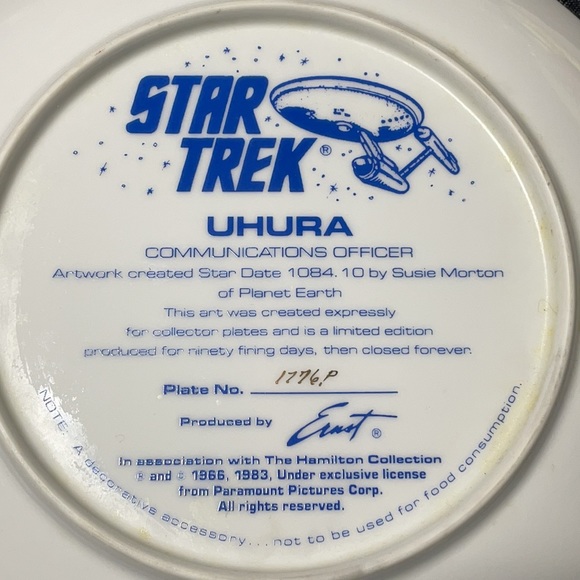 STAR
TREK®
UHURA
COMMUNICATIONS OFFICER
Artwork created Star Date 1084.10 by Susie Morton
of Planet Earth
This art was created expressly
for collector plates and is a limited edition
produced for ninety firing days, then closed forever.
Plate No. 1776P
Produced by Ernst®
In association with The Hamilton Collection
® and © 1966, 1983, Under exclusive license
from Paramount Pictures Corp.
All rights reserved.
NOTE: A decorative accessory... not to be used for food consumption.